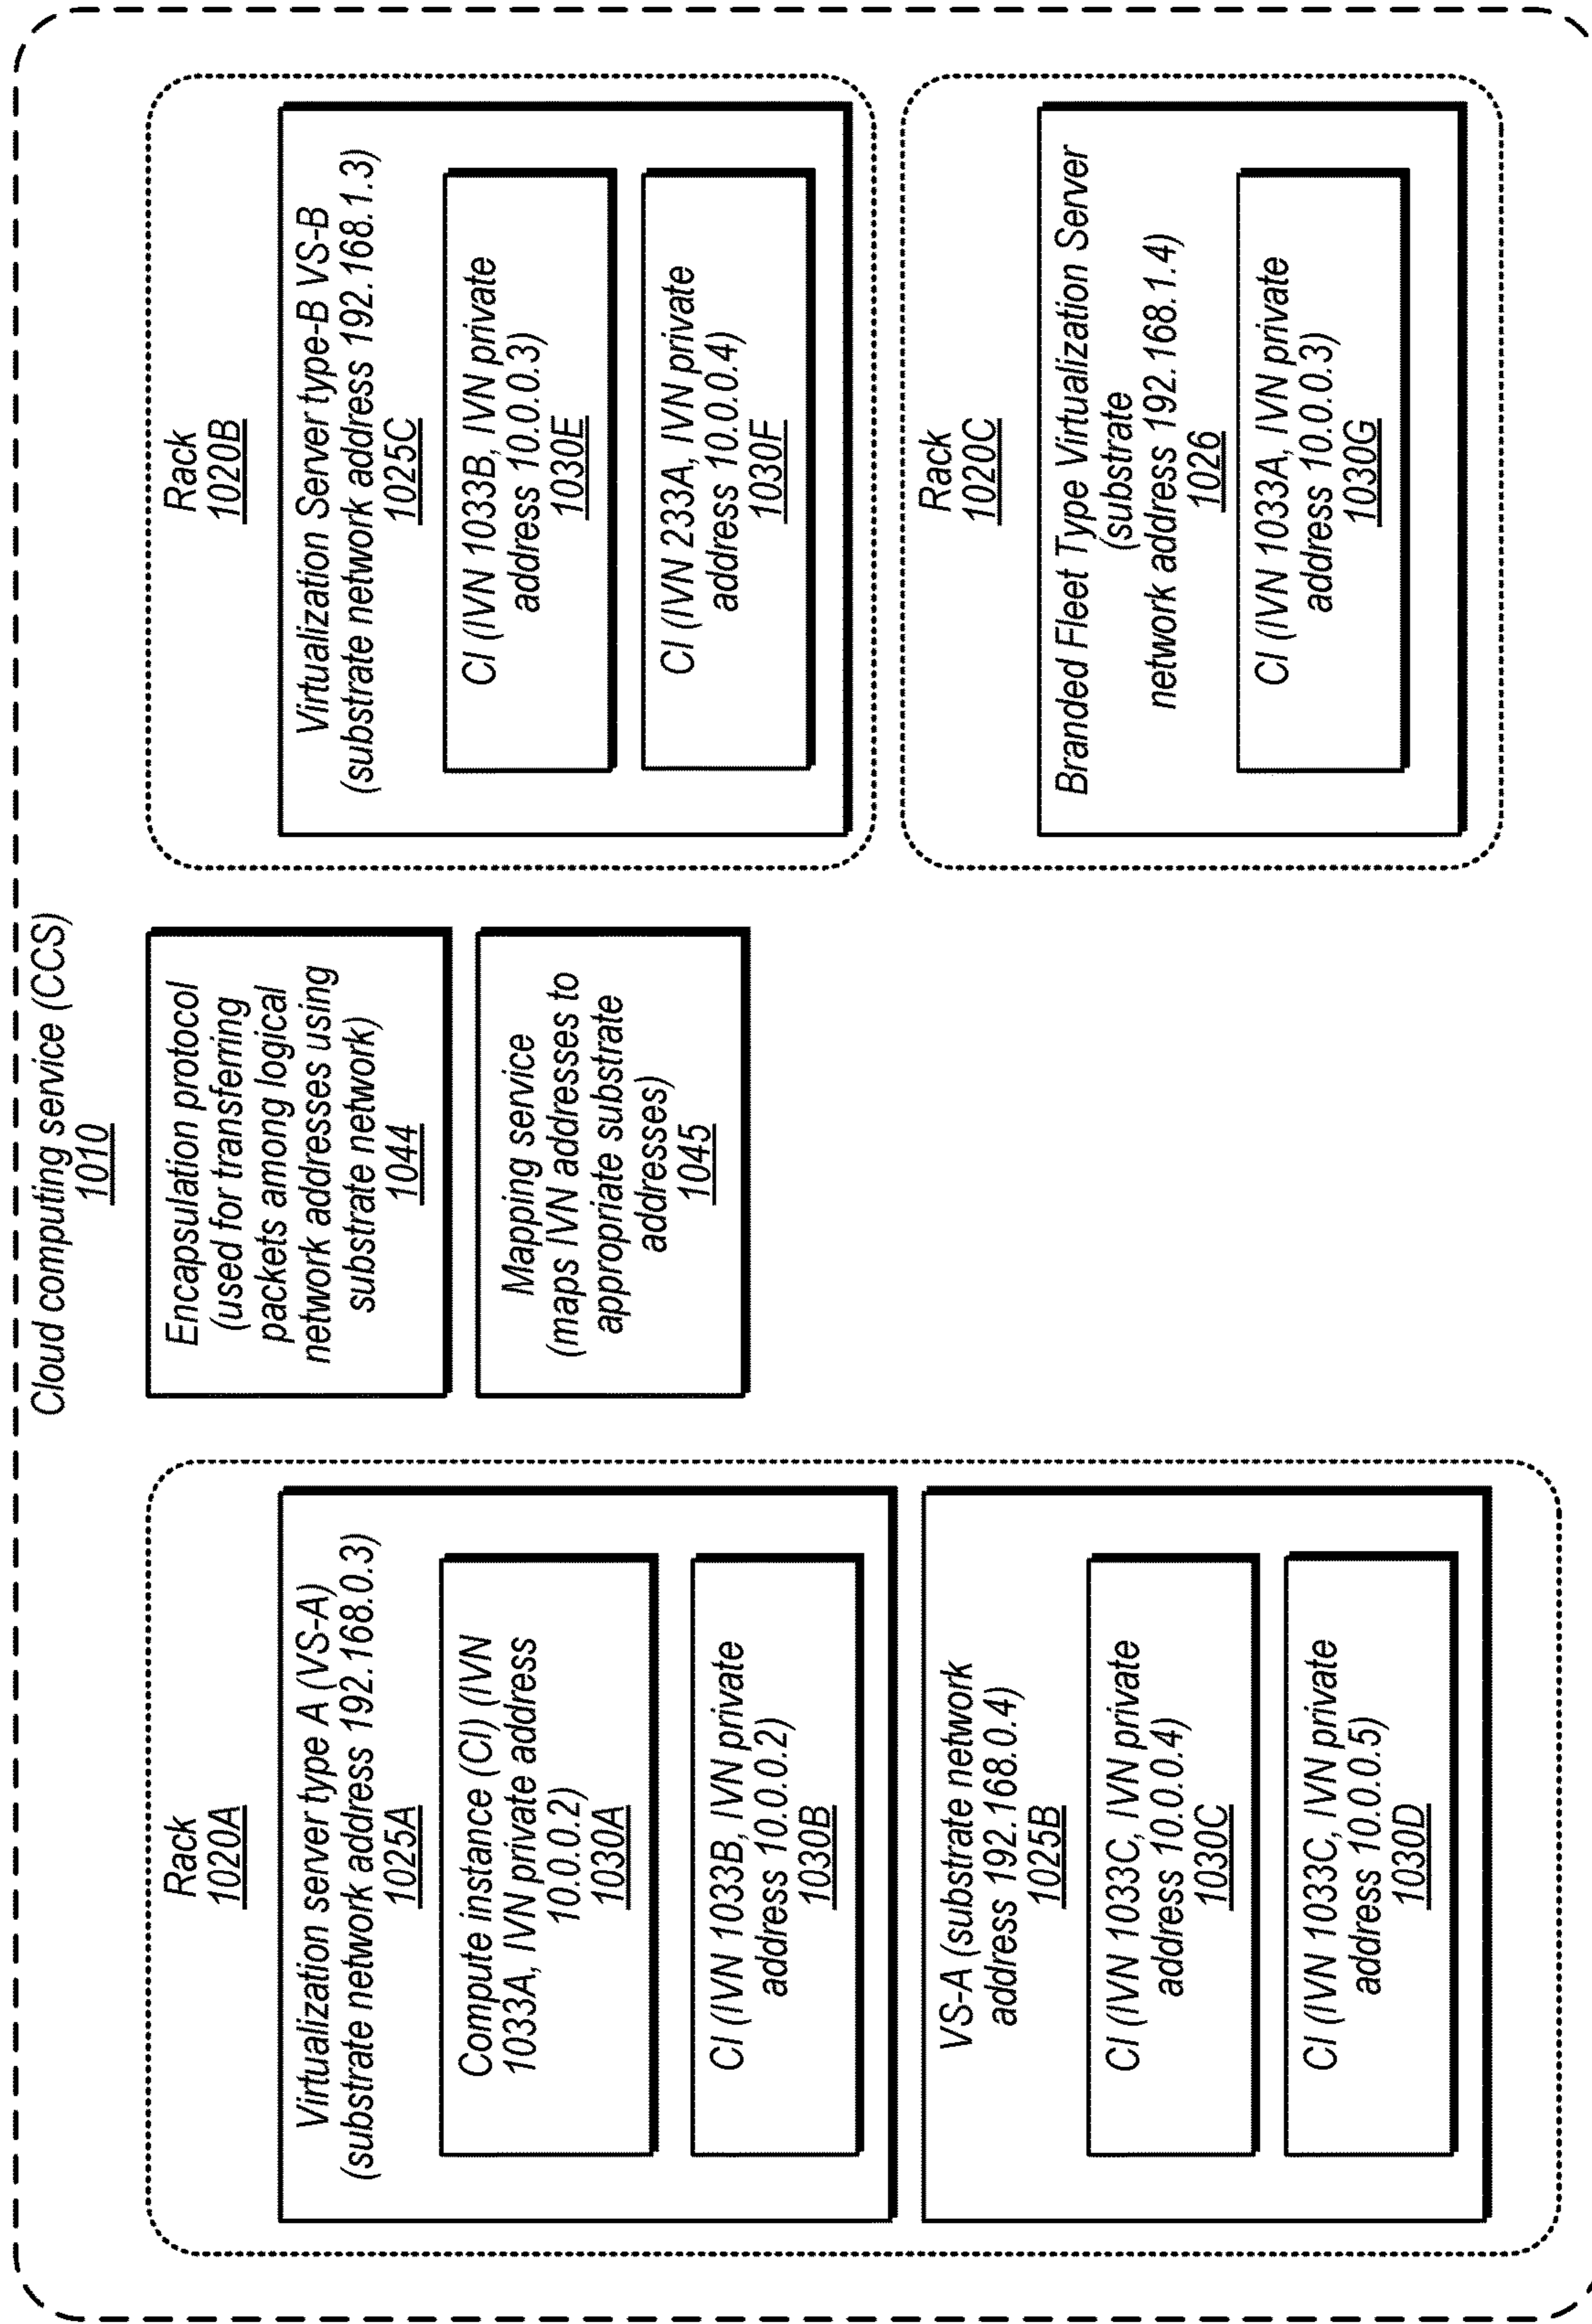 Cloud computing service (CCS)
1010
Rack
1020A
Virtualization server type A (VS-A)
(substrate network address 192.168.0.3)
1025A
Compute instance (CI) (IVN
1033A, IVN private address
10.0.0.2)
1030A
CI (IVN 1033B, IVN private
address 10.0.0.2)
1030B
VS-A (substrate network
address 192.168.0.4)
1025B
CI (IVN 1033C, IVN private
address 10.0.0.4)
1030C
CI (IVN 1033C, IVN private
address 10.0.0.5)
1030D
Encapsulation protocol
(used for transferring
packets among logical
network addresses using
substrate network)
1044
Mapping service
(maps IVN addresses to
appropriate substrate
addresses)
1045
Rack
1020B
Virtualization Server type-B VS-B
(substrate network address 192.168.1.3)
1025C
CI (IVN 1033B, IVN private
address 10.0.0.3)
1030E
CI (IVN 233A, IVN private
address 10.0.0.4)
1030F
Rack
1020C
Branded Fleet Type Virtualization Server
(substrate
network address 192.168.1.4)
1026
CI (IVN 1033A, IVN private
address 10.0.0.3)
1030G